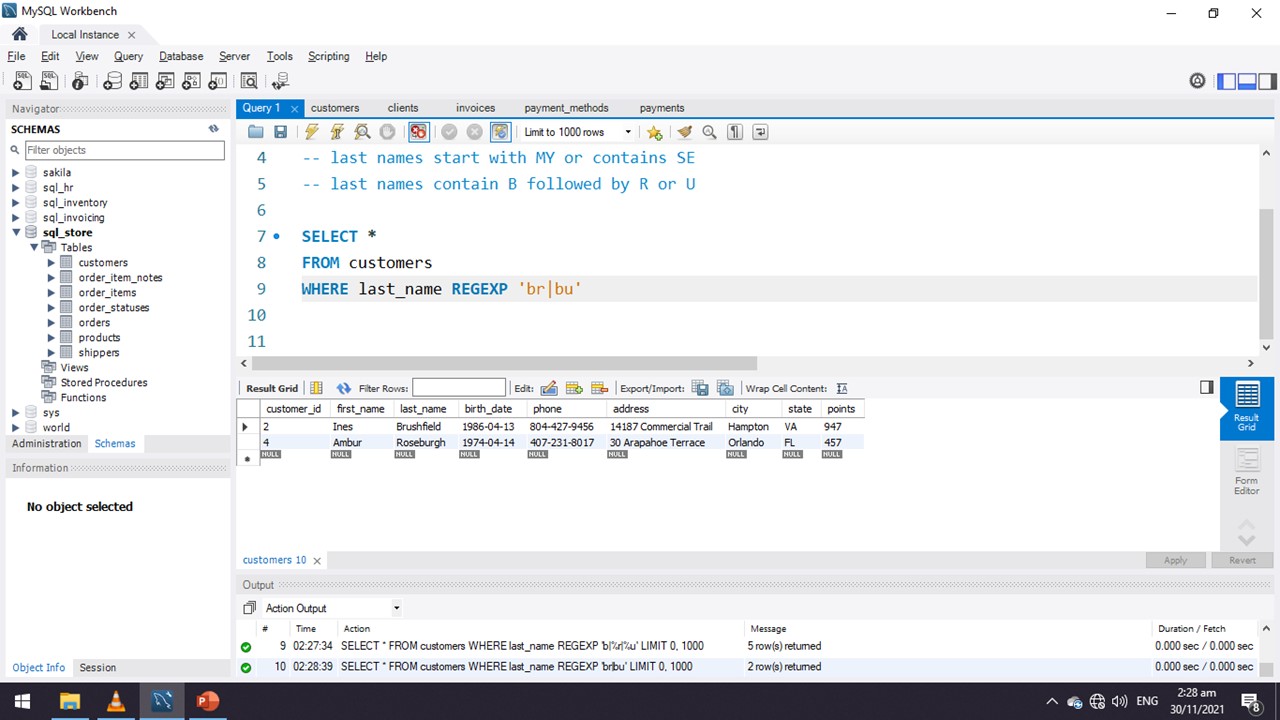 MySQL Workbench
Local Instance
File Edit View Query Database Server Tools Scripting Help
Navigator
SCHEMAS
Filter objects
sakila
sql_hr
sql_inventory
sql_invoicing
sql_store
Tables
customers
order_item_notes
order_items
order_statuses
orders
products
shippers
Views
Stored Procedures
Functions
sys
world
Administration Schemas
Information
No object selected
Object Info Session
Query 1 customers clients invoices payment_methods payments
Limit to 1000 rows
4 -- last names start with MY or contains SE
5 -- last names contain B followed by R or U
6
7 SELECT *
8 FROM customers
9 WHERE last_name REGEXP 'br|bu'
10
11
Result Grid Filter Rows: Edit: Export/Import: Wrap Cell Content:
customer_id first_name last_name birth_date phone address city state points
2 Ines Brushfield 1986-04-13 804-427-9456 14187 Commercial Trail Hampton VA 947
4 Ambur Roseburgh 1974-04-14 407-231-8017 30 Arapahoe Terrace Orlando FL 457
NULL NULL NULL NULL NULL NULL NULL NULL NULL
Result
Grid
Form
Editor
customers 10
Apply Revert
Output
Action Output
# Time Action Message Duration / Fetch
9 02:27:34 SELECT * FROM customers WHERE last_name REGEXP 'b|%r|%u' LIMIT 0, 1000 5 row(s) returned 0.000 sec / 0.000 sec
10 02:28:39 SELECT * FROM customers WHERE last_name REGEXP 'br|bu' LIMIT 0, 1000 2 row(s) returned 0.000 sec / 0.000 sec
ENG
2:28 am
30/11/2021
8